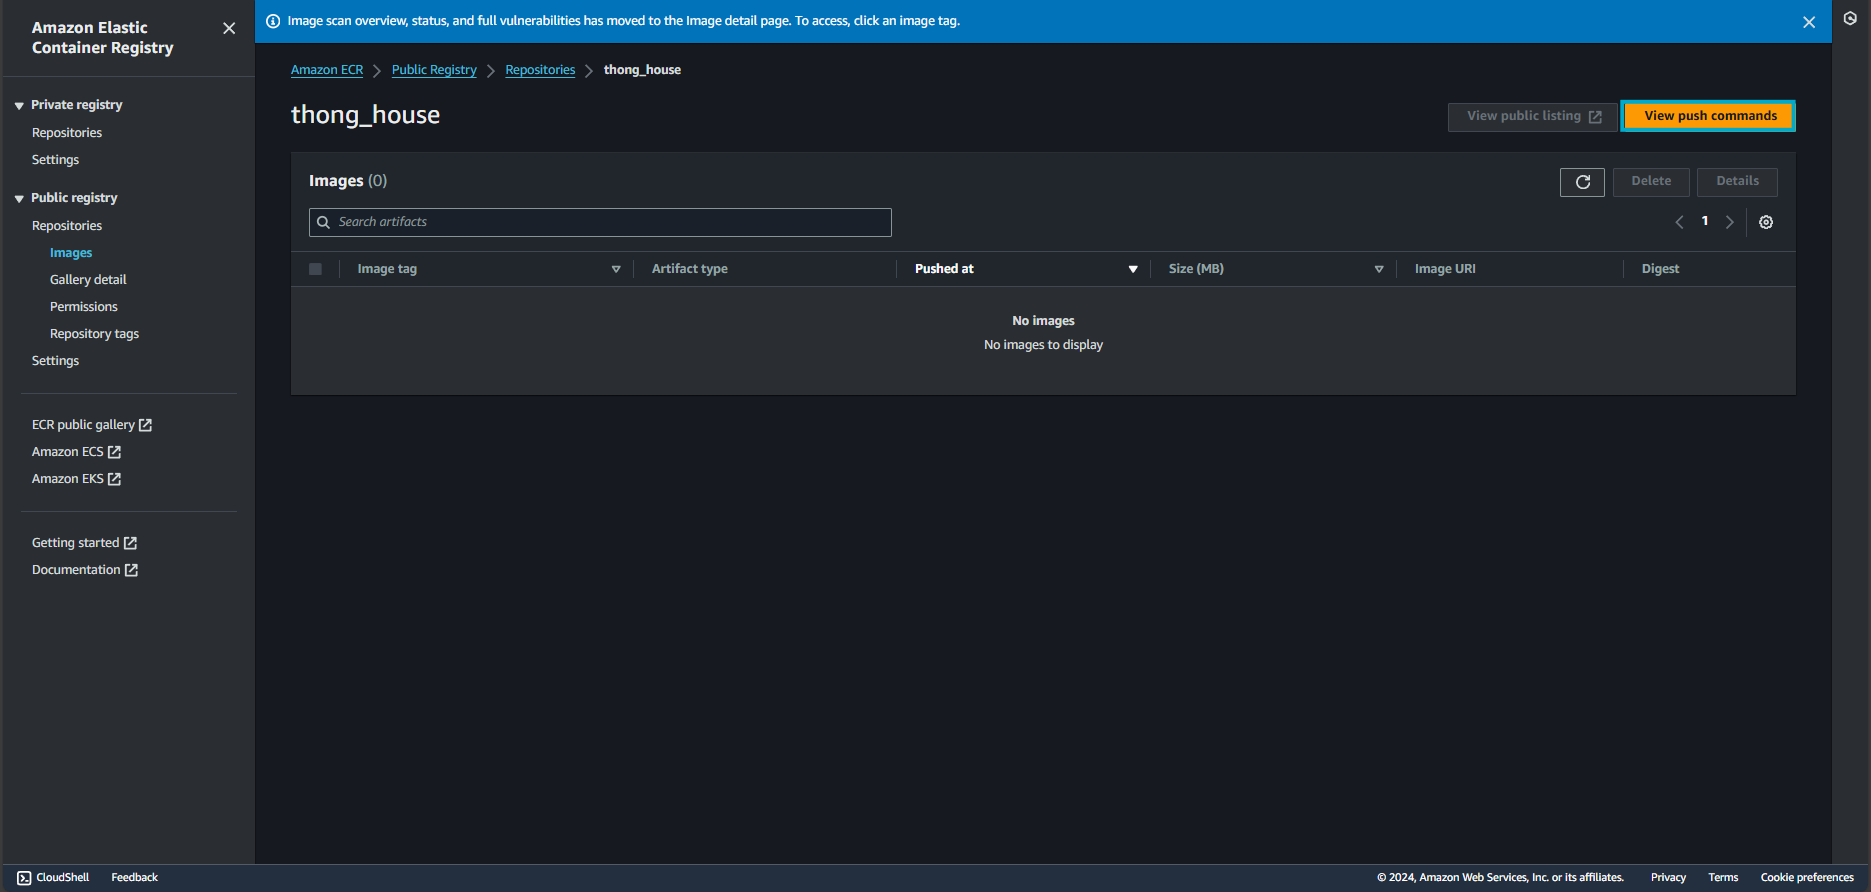 Amazon Elastic
Container Registry
Private registry
Repositories
Settings
Public registry
Repositories
Images
Gallery detail
Permissions
Repository tags
Settings
ECR public gallery
Amazon ECS
Amazon EKS
Getting started
Documentation
Image scan overview, status, and full vulnerabilities has moved to the Image detail page. To access, click an image tag.
Amazon ECR Public Registry Repositories thong_house
thong_house
View public listing View push commands
Images (0)
Delete Details
Search artifacts
1
Image tag Artifact type Pushed at Size (MB) Image URI Digest
No images
No images to display
CloudShell Feedback © 2024, Amazon Web Services, Inc. or its affiliates. Privacy Terms Cookie preferences